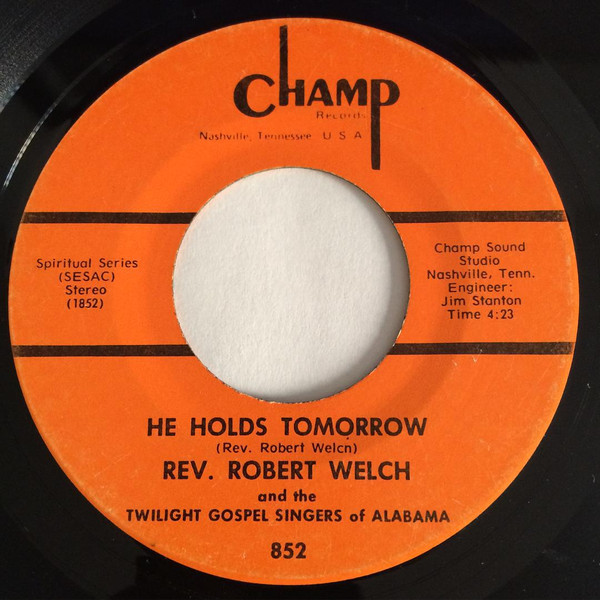 CHAMP
Records
Nashville, Tennessee U S A
Spiritual Series
(SESAC)
Stereo
(1852)
Champ Sound
Studio
Nashville, Tenn.
Engineer:
Jim Stanton
Time 4:23
HE HOLDS TOMORROW
(Rev. Robert Welch)
REV. ROBERT WELCH
and the
TWILIGHT GOSPEL SINGERS of ALABAMA
852